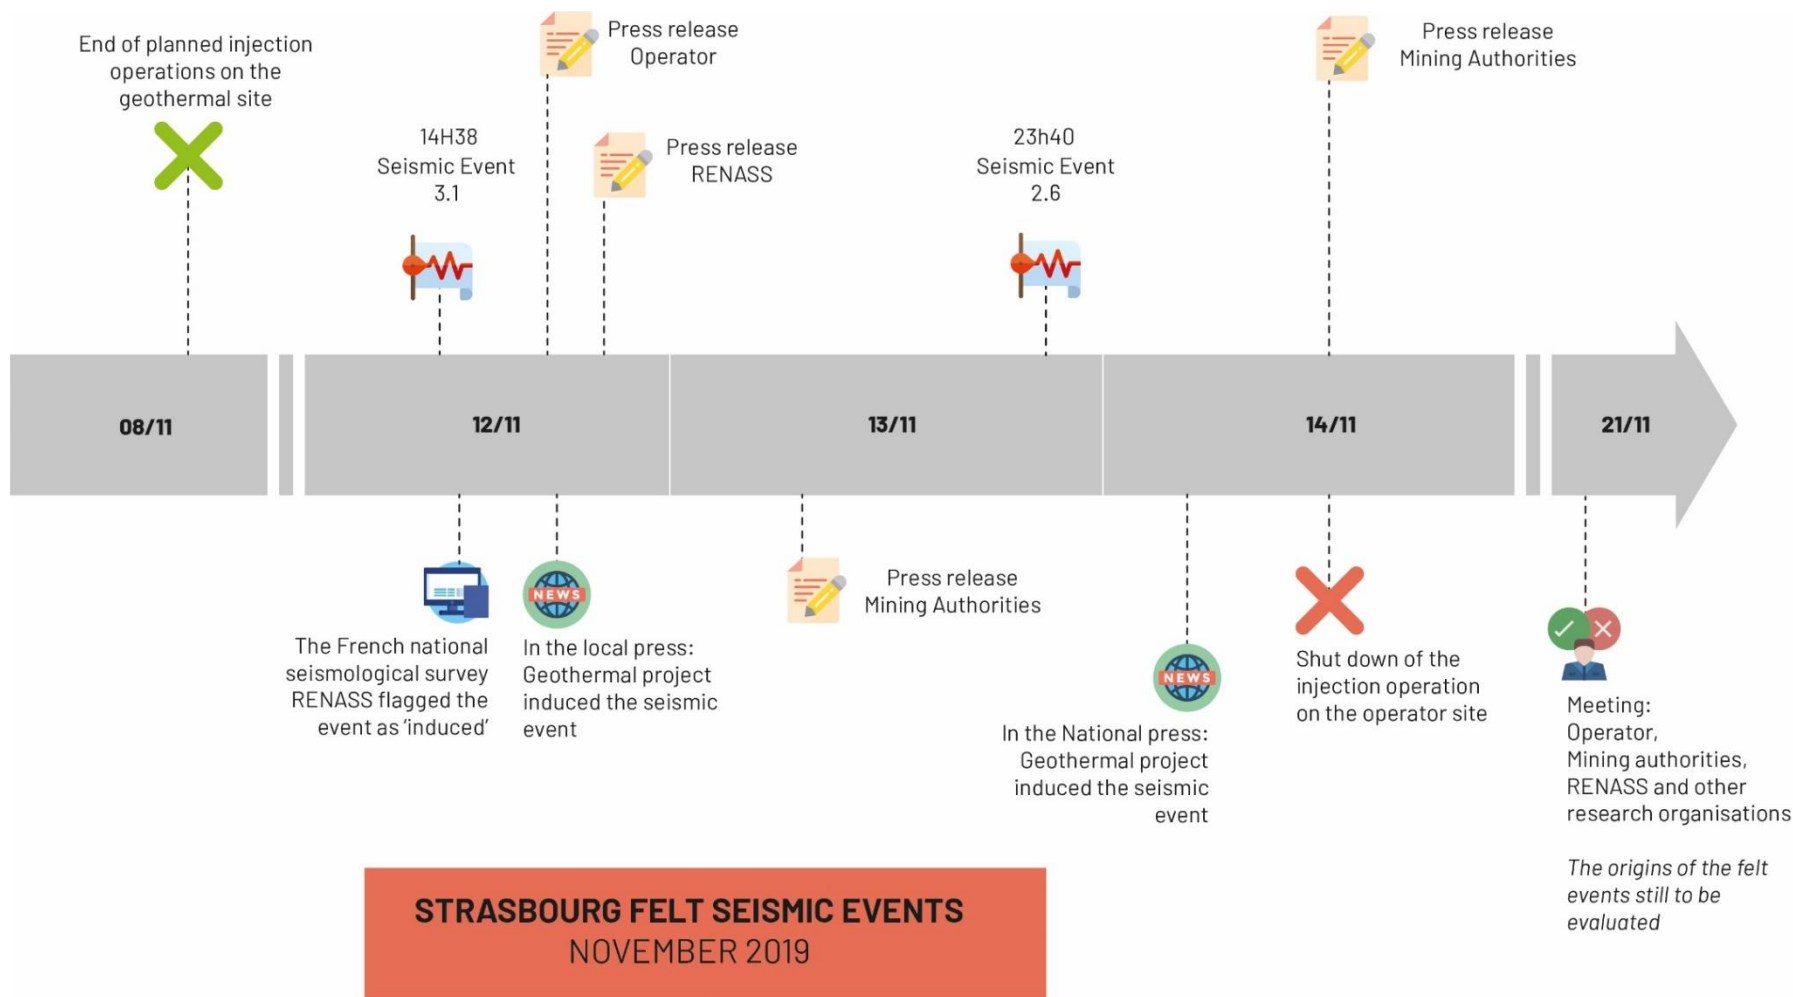 End of planned injection
operations on the
geothermal site
14H38
Seismic Event
3.1
Press release
Operator
Press release
RENASS
23h40
Seismic Event
2.6
Press release
Mining Authorities
08/11
12/11
13/11
14/11
21/11
The French national
seismological survey
RENASS flagged the
event as ‘induced’
NEWS
In the local press:
Geothermal project
induced the seismic
event
Press release
Mining Authorities
NEWS
In the National press:
Geothermal project
induced the seismic
event
Shut down of the
injection operation
on the operator site
Meeting:
Operator,
Mining authorities,
RENASS and other
research organisations
The origins of the felt
events still to be
evaluated
STRASBOURG FELT SEISMIC EVENTS
NOVEMBER 2019